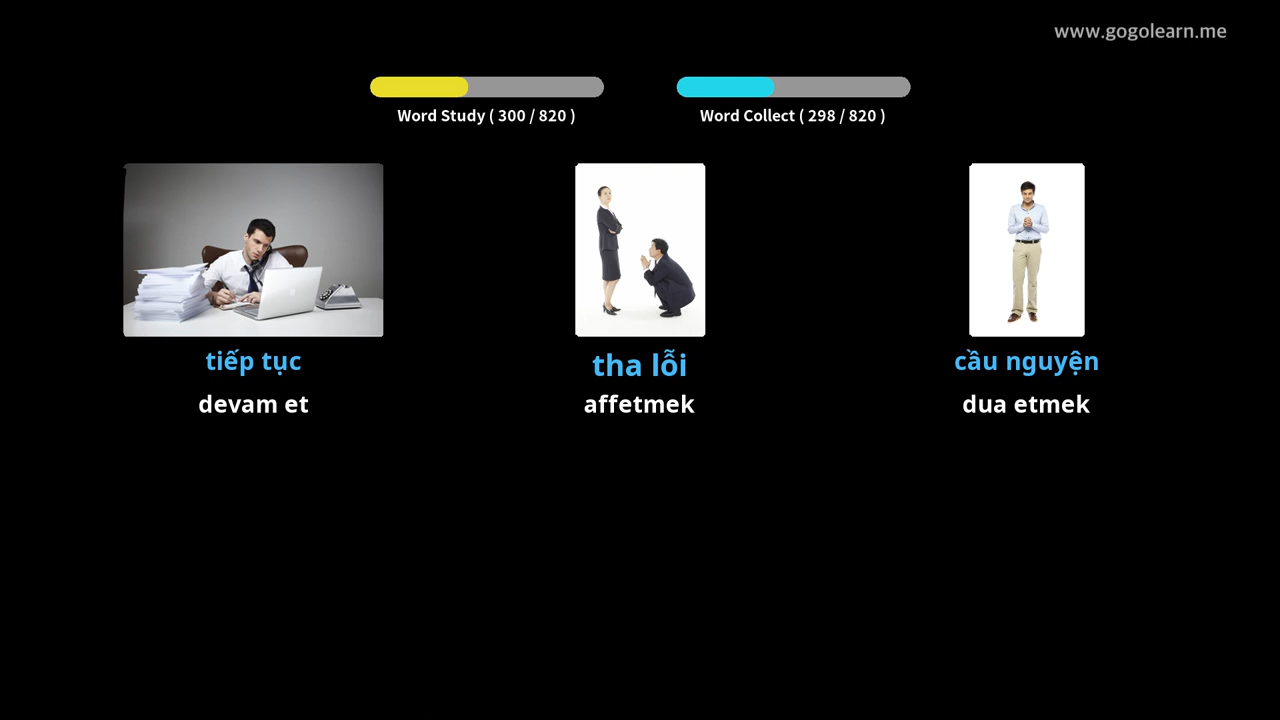 www.gogolearn.me
Word Study ( 300 / 820 )
Word Collect ( 298 / 820 )
tiếp tục
tha lỗi
cầu nguyện
devam et
affetmek
dua etmek